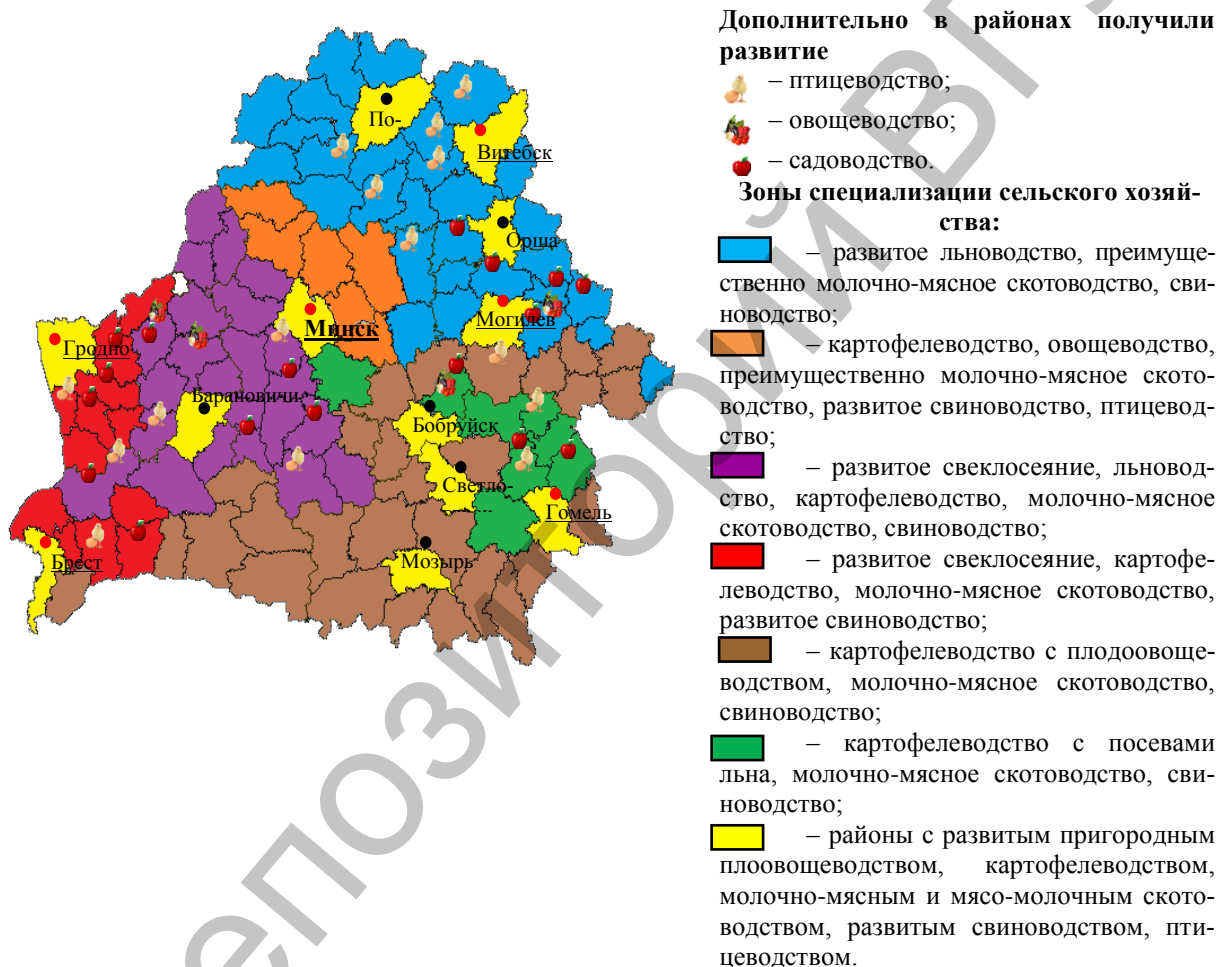 По-
Витебск
Орша
Минск
Могилев
Гродно
Барановичи
Бобруйск
Светло-
Гомель
Брест
Мозырь
Дополнительно в районах получили
развитие
– птицеводство;
– овощеводство;
– садоводство.
Зоны специализации сельского хозяй-
ства:
– развитое льноводство, преимуще-
ственно молочно-мясное скотоводство, сви-
новодство;
– картофелеводство, овощеводство,
преимущественно молочно-мясное ското-
водство, развитое свиноводство, птицевод-
ство;
– развитое свеклосеяние, льновод-
ство, картофелеводство, молочно-мясное
скотоводство, свиноводство;
– развитое свеклосеяние, картофе-
леводство, молочно-мясное скотоводство,
развитое свиноводство;
– картофелеводство с плодоовоще-
водством, молочно-мясное скотоводство,
свиноводство;
– картофелеводство с посевами
льна, молочно-мясное скотоводство, сви-
новодство;
– районы с развитым пригородным
плоовощеводством, картофелеводством,
молочно-мясным и мясо-молочным ското-
водством, развитым свиноводством, пти-
цеводством.